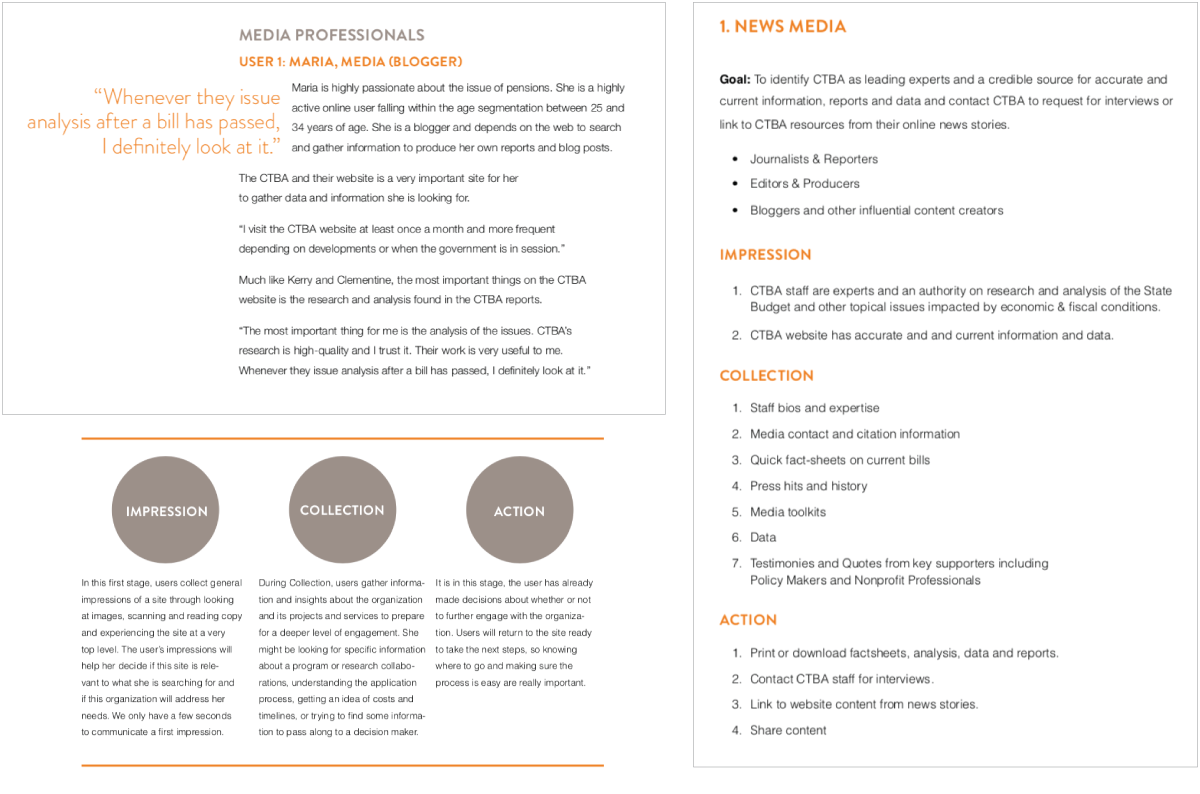 MEDIA PROFESSIONALS
USER 1: MARIA, MEDIA (BLOGGER)
“Whenever they issue
analysis after a bill has passed,
I definitely look at it.”
Maria is highly passionate about the issue of pensions. She is a highly
active online user falling within the age segmentation between 25 and
34 years of age. She is a blogger and depends on the web to search
and gather information to produce her own reports and blog posts.
The CTBA and their website is a very important site for her
to gather data and information she is looking for.
“I visit the CTBA website at least once a month and more frequent
depending on developments or when the government is in session.”
Much like Kerry and Clementine, the most important things on the CTBA
website is the research and analysis found in the CTBA reports.
“The most important thing for me is the analysis of the issues. CTBA’s
research is high-quality and I trust it. Their work is very useful to me.
Whenever they issue analysis after a bill has passed, I definitely look at it.”
IMPRESSION
In this first stage, users collect general
impressions of a site through looking
at images, scanning and reading copy
and experiencing the site at a very
top level. The user’s impressions will
help her decide if this site is rele-
vant to what she is searching for and
if this organization will address her
needs. We only have a few seconds
to communicate a first impression.
COLLECTION
During Collection, users gather informa-
tion and insights about the organization
and its projects and services to prepare
for a deeper level of engagement. She
might be looking for specific information
about a program or research collabo-
rations, understanding the application
process, getting an idea of costs and
timelines, or trying to find some informa-
tion to pass along to a decision maker.
ACTION
It is in this stage, the user has already
made decisions about whether or not
to further engage with the organiza-
tion. Users will return to the site ready
to take the next steps, so knowing
where to go and making sure the
process is easy are really important.
1. NEWS MEDIA
Goal: To identify CTBA as leading experts and a credible source for accurate and
current information, reports and data and contact CTBA to request for interviews or
link to CTBA resources from their online news stories.
• Journalists & Reporters
• Editors & Producers
• Bloggers and other influential content creators
IMPRESSION
1. CTBA staff are experts and an authority on research and analysis of the State
Budget and other topical issues impacted by economic & fiscal conditions.
2. CTBA website has accurate and and current information and data.
COLLECTION
1. Staff bios and expertise
2. Media contact and citation information
3. Quick fact-sheets on current bills
4. Press hits and history
5. Media toolkits
6. Data
7. Testimonies and Quotes from key supporters including
Policy Makers and Nonprofit Professionals
ACTION
1. Print or download factsheets, analysis, data and reports.
2. Contact CTBA staff for interviews.
3. Link to website content from news stories.
4. Share content